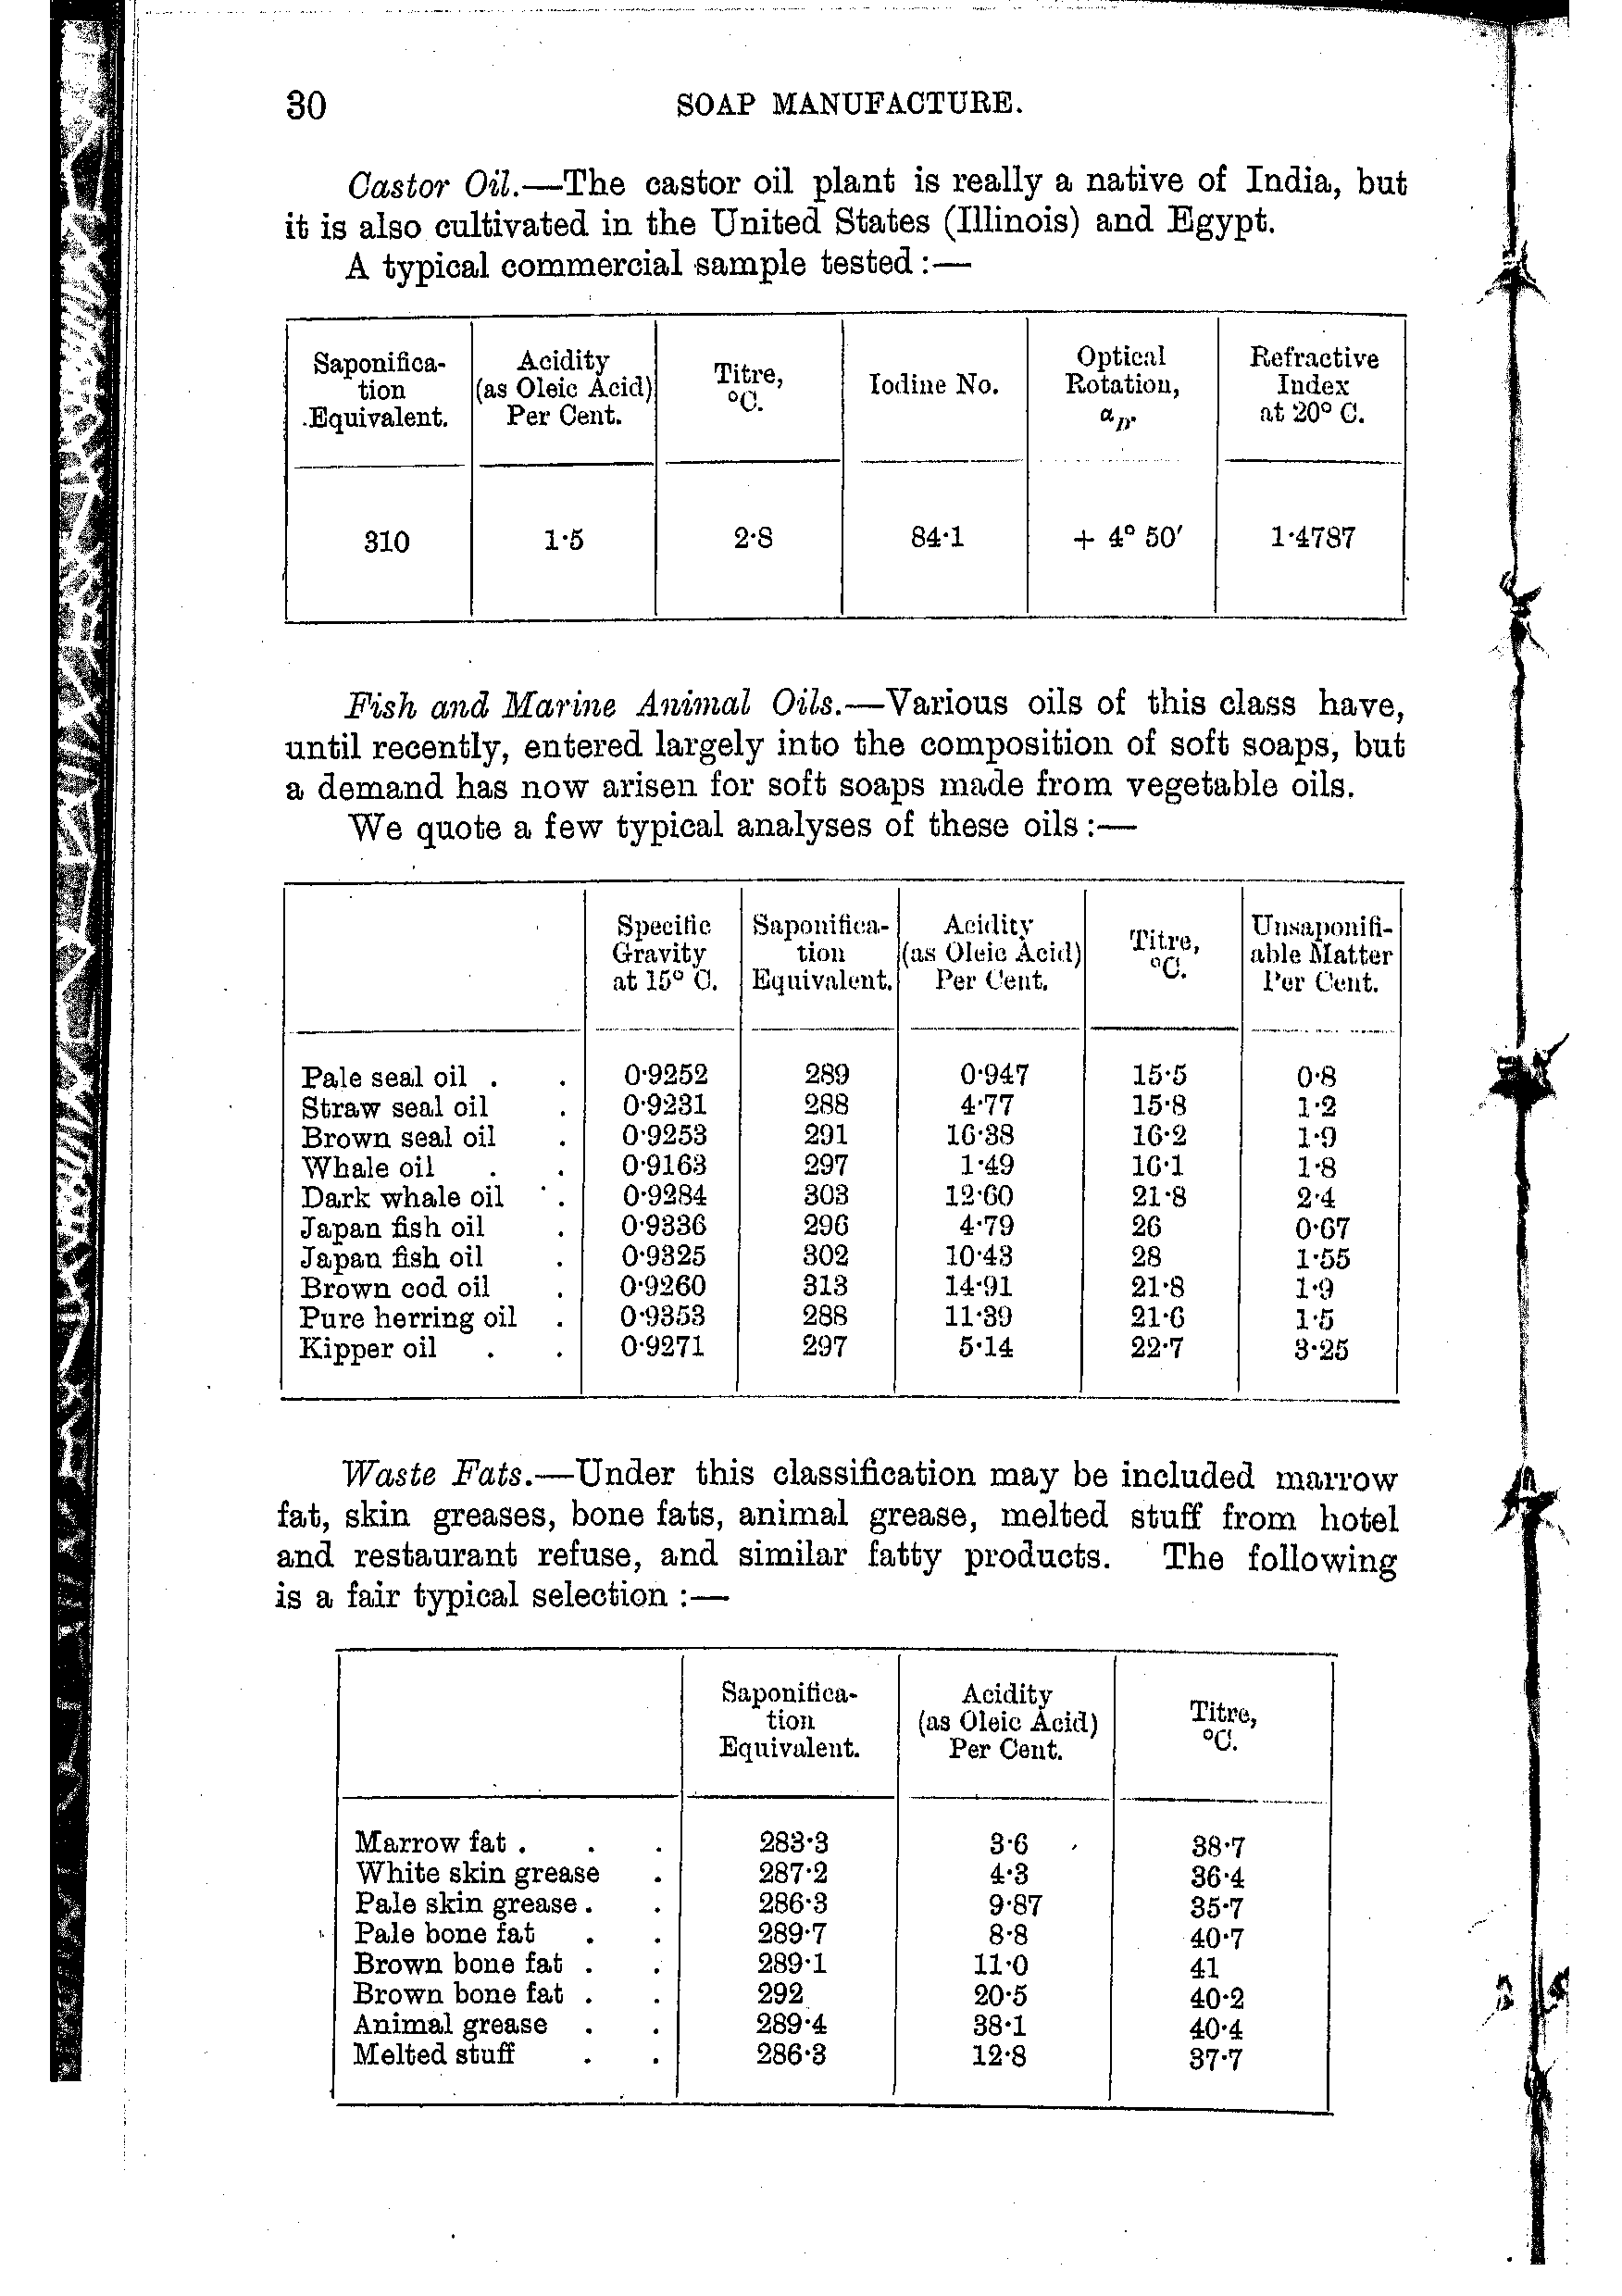 30 SOAP MANUFACTURE.
Castor Oil.—The castor oil plant is really a native of India, but
it is also cultivated in the United States (Illinois) and Egypt.
A typical commercial sample tested:—
Saponifica-
tion
Equivalent.
Acidity
(as Oleic Acid)
Per Cent.
Titre,
°C.
Iodine No.
Optical
Rotation,
αD.
Refractive
Index
at 20° C.
310 1·5 2·8 84·1 + 4° 50′ 1·4787
Fish and Marine Animal Oils.—Various oils of this class have,
until recently, entered largely into the composition of soft soaps, but
a demand has now arisen for soft soaps made from vegetable oils.
We quote a few typical analyses of these oils:—
Specific
Gravity
at 15° C.
Saponifica-
tion
Equivalent.
Acidity
(as Oleic Acid)
Per Cent.
Titre,
°C.
Unsaponifi-
able Matter
Per Cent.
Pale seal oil . . 0·9252 289 0·947 15·5 0·8
Straw seal oil . 0·9231 288 4·77 15·8 1·2
Brown seal oil . 0·9253 291 16·38 16·2 1·9
Whale oil . . 0·9163 297 1·49 16·1 1·8
Dark whale oil . 0·9284 303 12·60 21·8 2·4
Japan fish oil . 0·9336 296 4·79 26 0·67
Japan fish oil . 0·9325 302 10·43 28 1·55
Brown cod oil . 0·9260 313 14·91 21·8 1·9
Pure herring oil . 0·9353 288 11·39 21·6 1·5
Kipper oil . . 0·9271 297 5·14 22·7 3·25
Waste Fats.—Under this classification may be included marrow
fat, skin greases, bone fats, animal grease, melted stuff from hotel
and restaurant refuse, and similar fatty products. The following
is a fair typical selection :—
Saponifica-
tion
Equivalent.
Acidity
(as Oleic Acid)
Per Cent.
Titre,
°C.
Marrow fat . . . 283·3 3·6 38·7
White skin grease . 287·2 4·3 36·4
Pale skin grease . . 286·3 9·87 35·7
Pale bone fat . . 289·7 8·8 40·7
Brown bone fat . . 289·1 11·0 41
Brown bone fat . . 292 20·5 40·2
Animal grease . . 289·4 38·1 40·4
Melted stuff . . 286·3 12·8 37·7